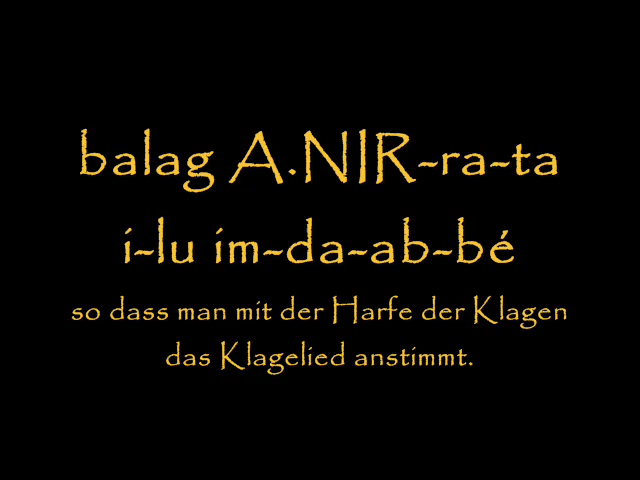 balag A.NIR-ra-ta
i-lu im-da-ab-bé
so dass man mit der Harfe der Klagen
das Klagelied anstimmt.